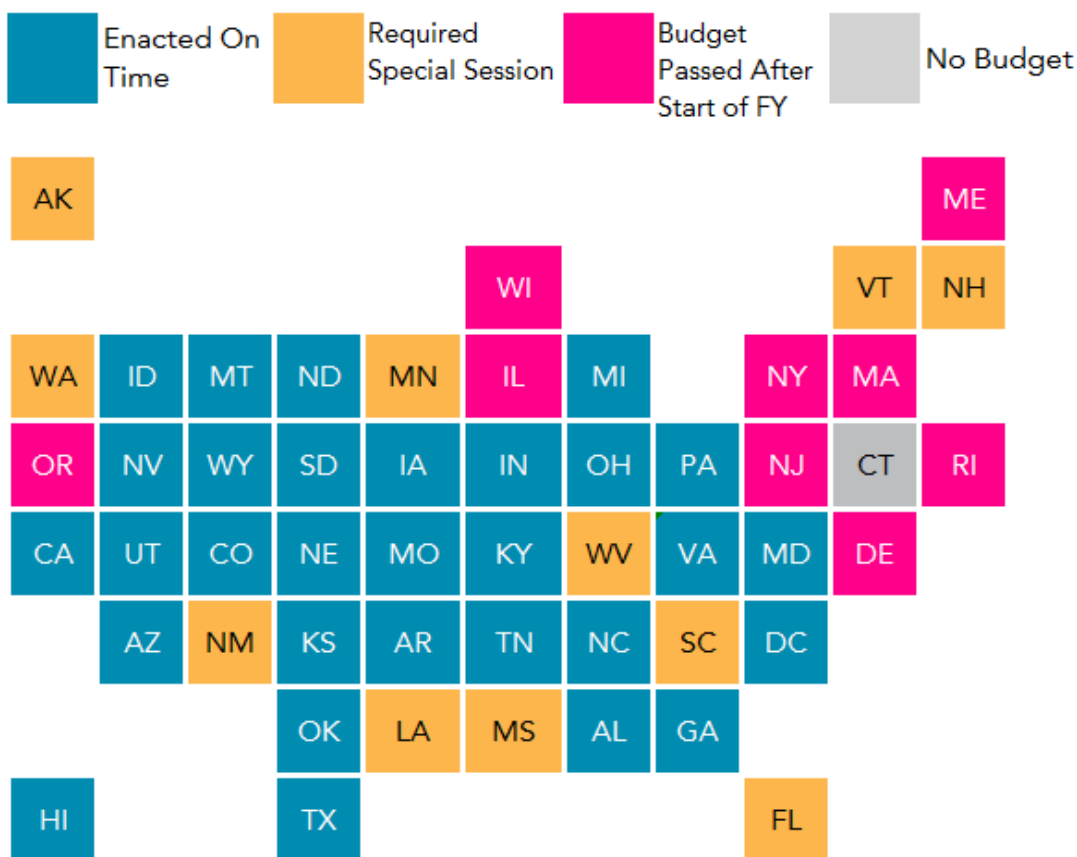 Enacted On
Time
Required
Special Session
Budget
Passed After
Start of FY
No Budget
AK ME
WI VT NH
WA ID MT ND MN IL MI NY MA
OR NV WY SD IA IN OH PA NJ CT RI
CA UT CO NE MO KY WV VA MD DE
AZ NM KS AR TN NC SC DC
OK LA MS AL GA
HI TX FL